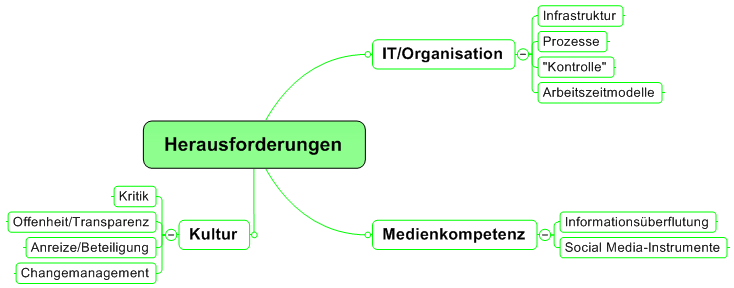 Herausforderungen
IT/Organisation
Infrastruktur
Prozesse
"Kontrolle"
Arbeitszeitmodelle
Medienkompetenz
Informationsüberflutung
Social Media-Instrumente
Kultur
Kritik
Offenheit/Transparenz
Anreize/Beteiligung
Changemanagement